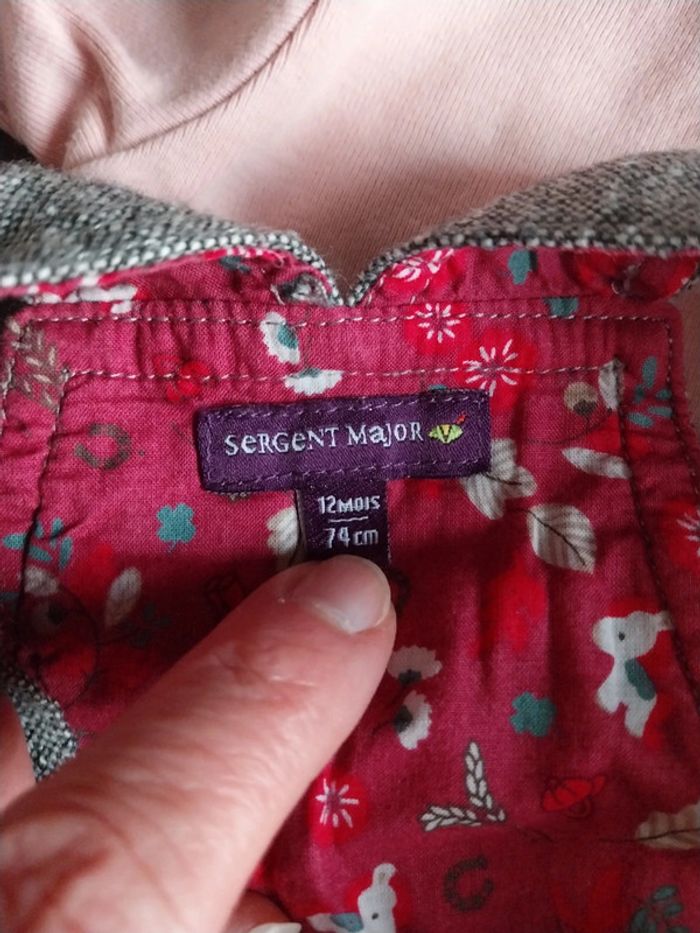 SeRGeNT MajoR
12MOIS
74cm